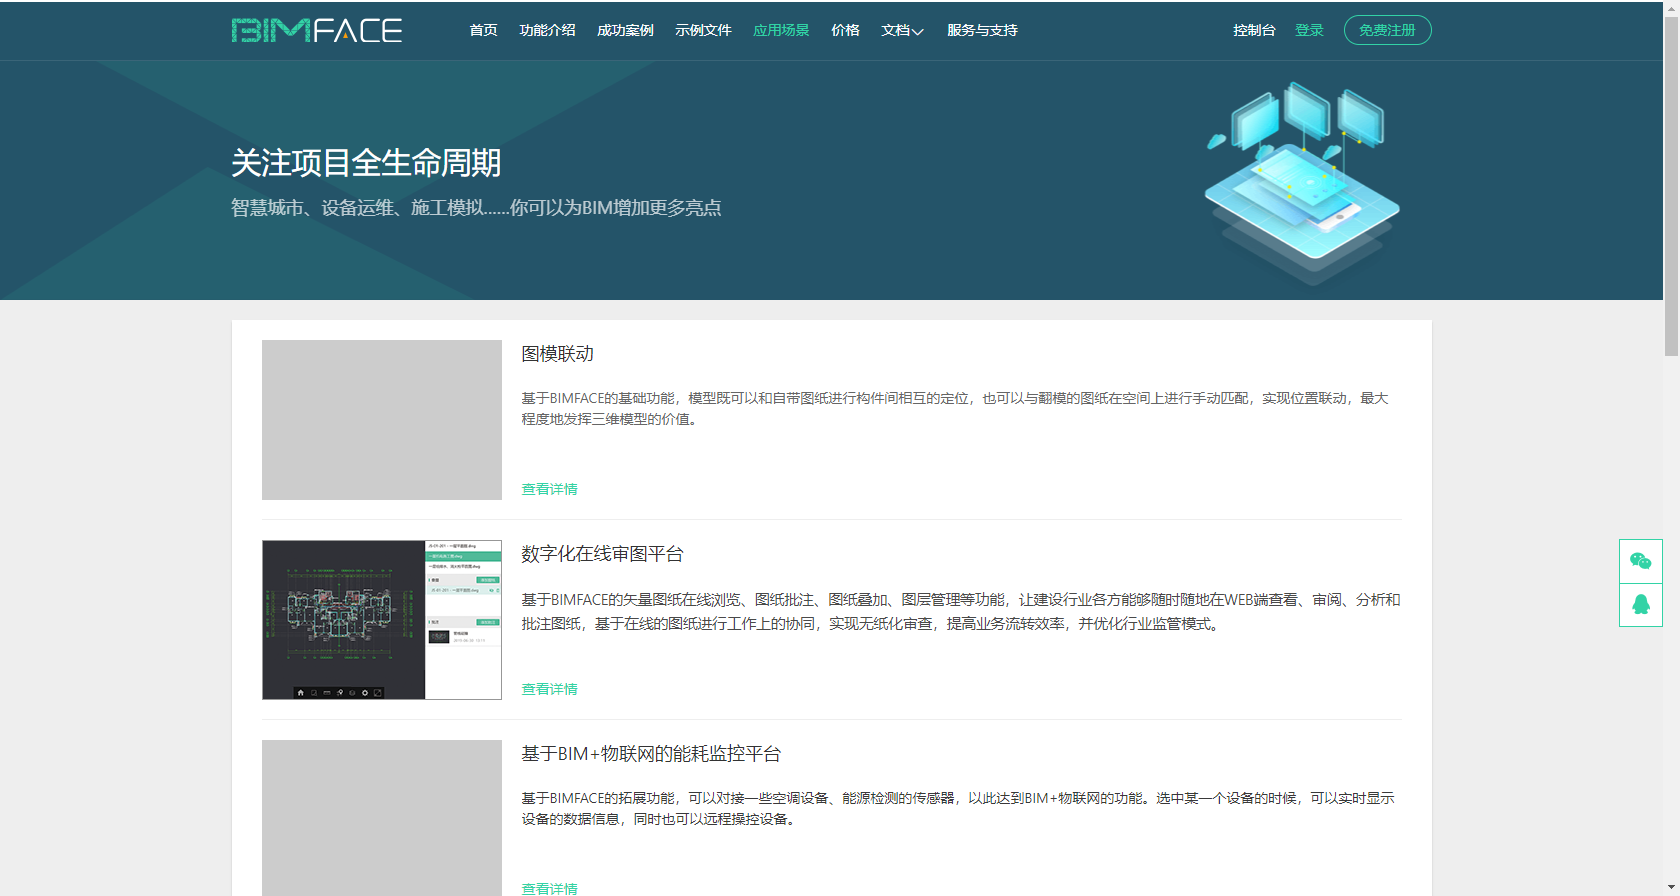 BIMFACE 首页 功能介绍 成功案例 示例文件 应用场景 价格 文档 服务与支持 控制台 登录 免费注册
关注项目全生命周期
智慧城市、设备运维、施工模拟......你可以为BIM增加更多亮点
图模联动
基于BIMFACE的基础功能，模型既可以和自带图纸进行构件间相互的定位，也可以与翻模的图纸在空间上进行手动匹配，实现位置联动，最大
程度地发挥三维模型的价值。
查看详情
数字化在线审图平台
基于BIMFACE的矢量图纸在线浏览、图纸批注、图纸叠加、图层管理等功能，让建设行业各方能够随时随地在WEB端查看、审阅、分析和
批注图纸，基于在线的图纸进行工作上的协同，实现无纸化审查，提高业务流转效率，并优化行业监管模式。
查看详情
基于BIM+物联网的能耗监控平台
基于BIMFACE的拓展功能，可以对接一些空调设备、能源检测的传感器，以此达到BIM+物联网的功能。选中某一个设备的时候，可以实时显示
设备的数据信息，同时也可以远程操控设备。
查看详情